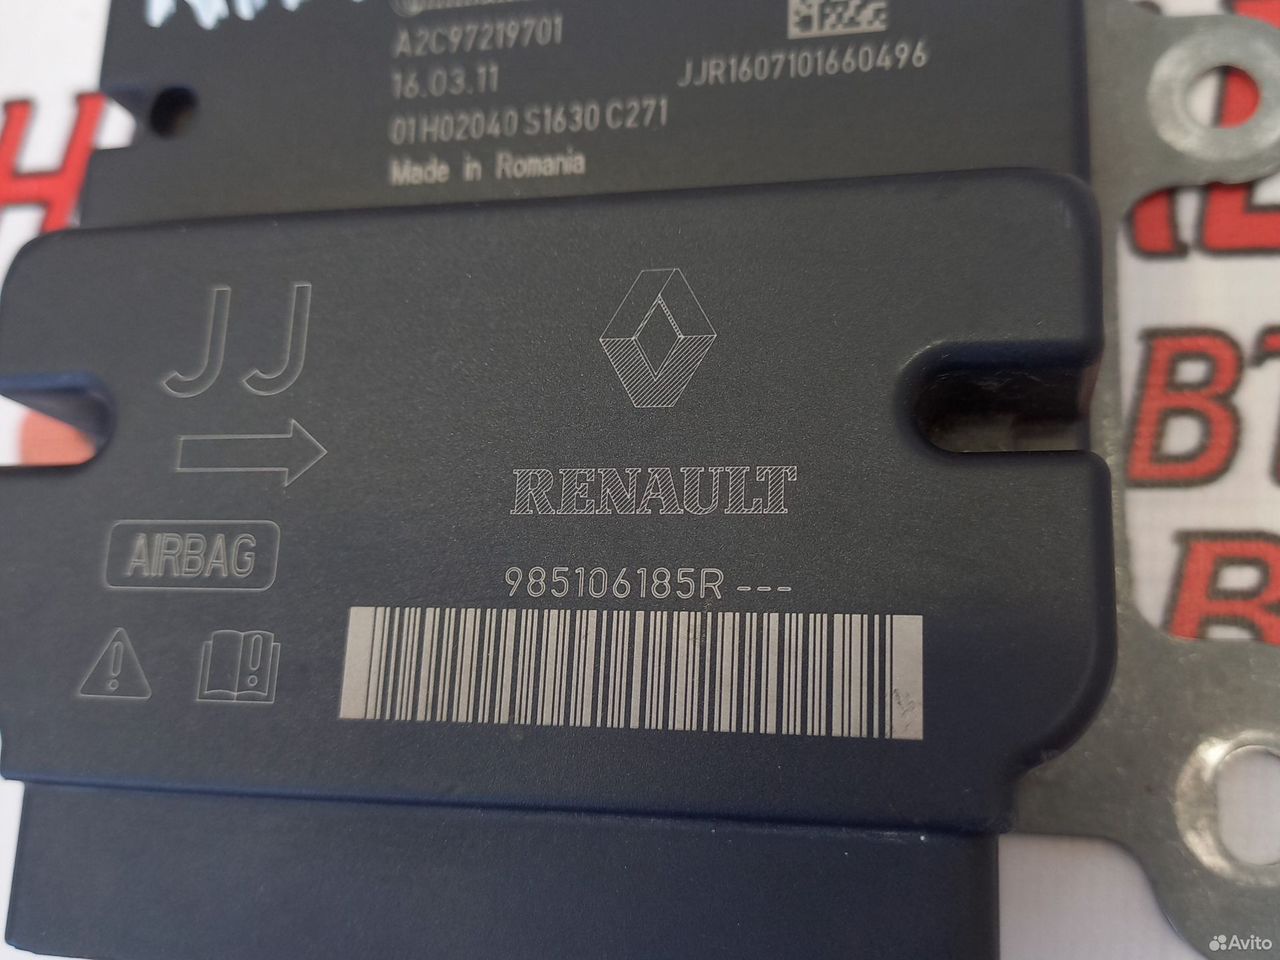 A2C97219701
16.03.11
JJR1607101660496
01H02040 S1630 C271
Made in Romania
JJ
RENAULT
AIRBAG
985106185R ---
Avito